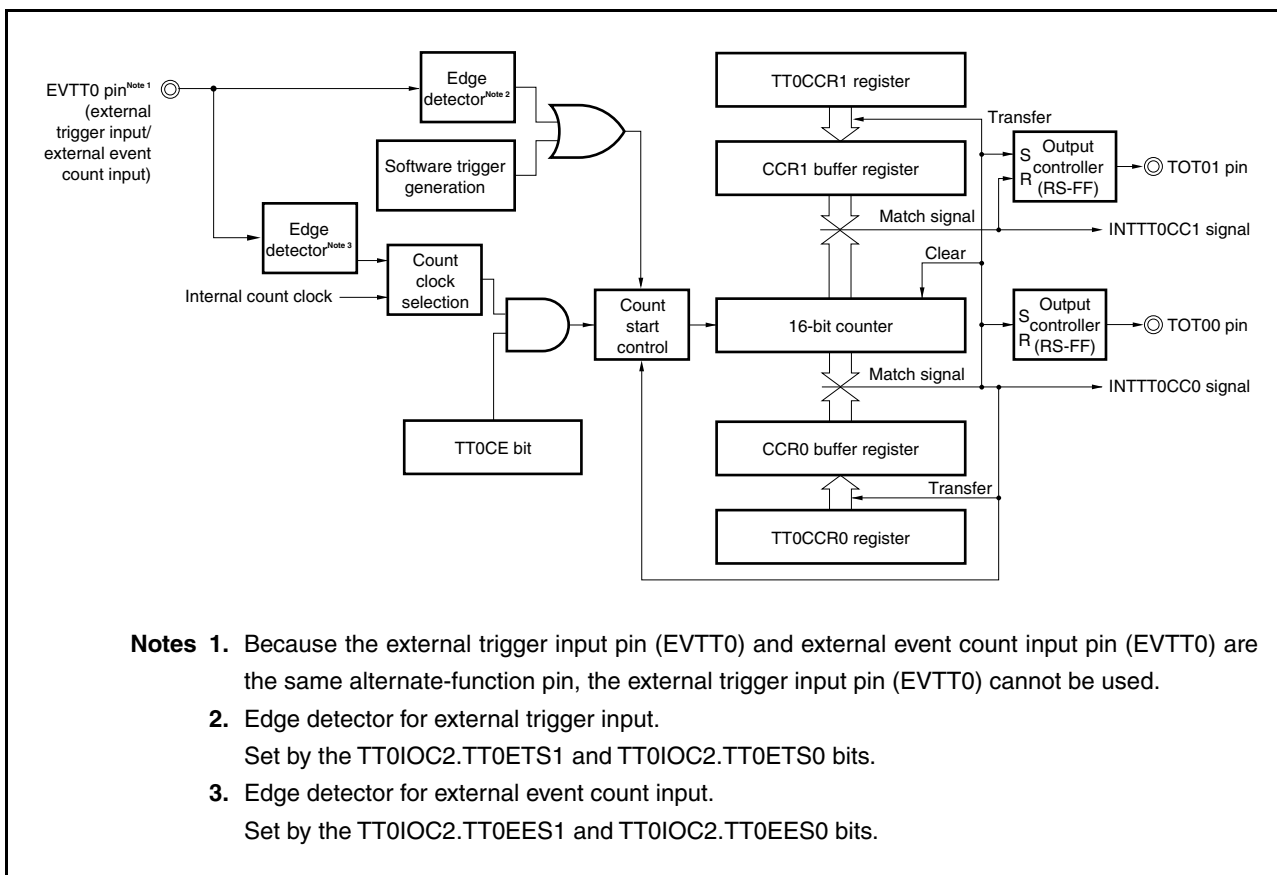 EVTT0 pinNote 1
(external
trigger input/
external event
count input)
Edge
detectorNote 2
Software trigger
generation
Edge
detectorNote 3
Internal count clock
Count
clock
selection
TT0CE bit
Count
start
control
TT0CCR1 register
Transfer
CCR1 buffer register
Match signal
Clear
16-bit counter
Match signal
CCR0 buffer register
Transfer
TT0CCR0 register
S
R
Output
controller
(RS-FF)
TOT01 pin
INTTT0CC1 signal
S
R
Output
controller
(RS-FF)
TOT00 pin
INTTT0CC0 signal
Notes 1. Because the external trigger input pin (EVTT0) and external event count input pin (EVTT0) are
the same alternate-function pin, the external trigger input pin (EVTT0) cannot be used.
2. Edge detector for external trigger input.
Set by the TT0IOC2.TT0ETS1 and TT0IOC2.TT0ETS0 bits.
3. Edge detector for external event count input.
Set by the TT0IOC2.TT0EES1 and TT0IOC2.TT0EES0 bits.